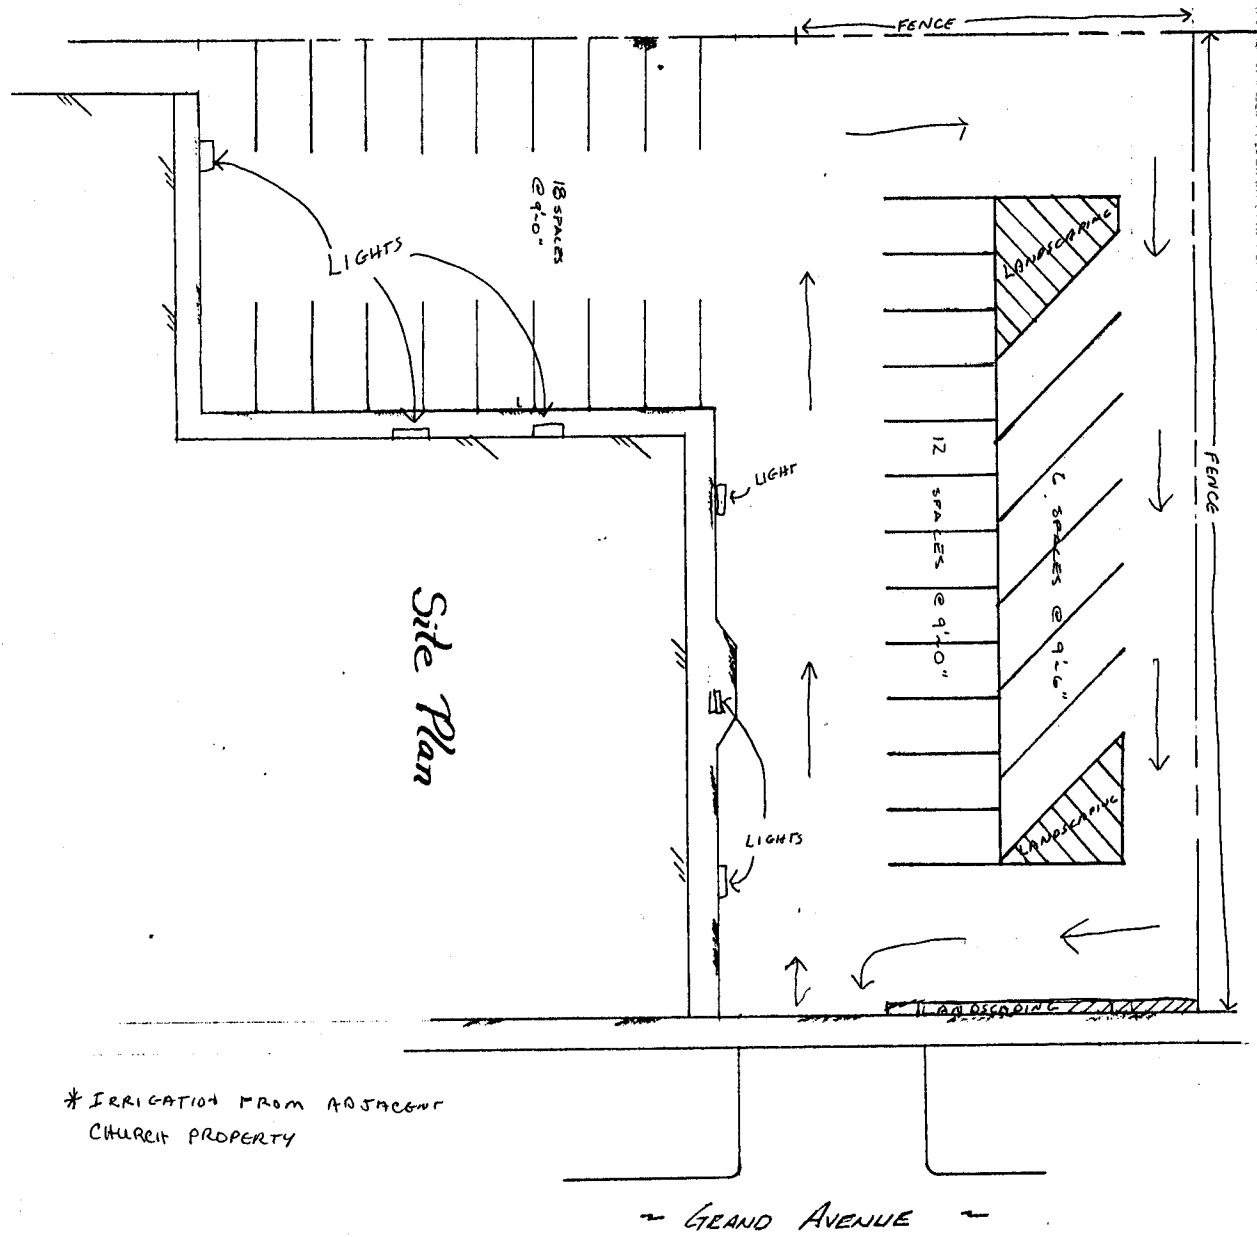 FENCE
18 SPACES
@ 9'-0"
LIGHTS
LANDSCAPING
FENCE
LIGHT
12 SPACES @ 9'-0"
6 SPACES @ 9'-6"
Site Plan
LIGHTS
LANDSCAPING
LANDSCAPING
* IRRIGATION FROM ADJACENT
CHURCH PROPERTY
~ GRAND AVENUE ~